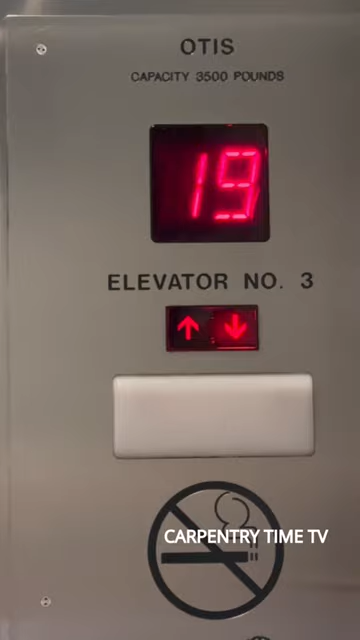 OTIS
CAPACITY 3500 POUNDS
19
ELEVATOR NO. 3
CARPENTRY TIME TV